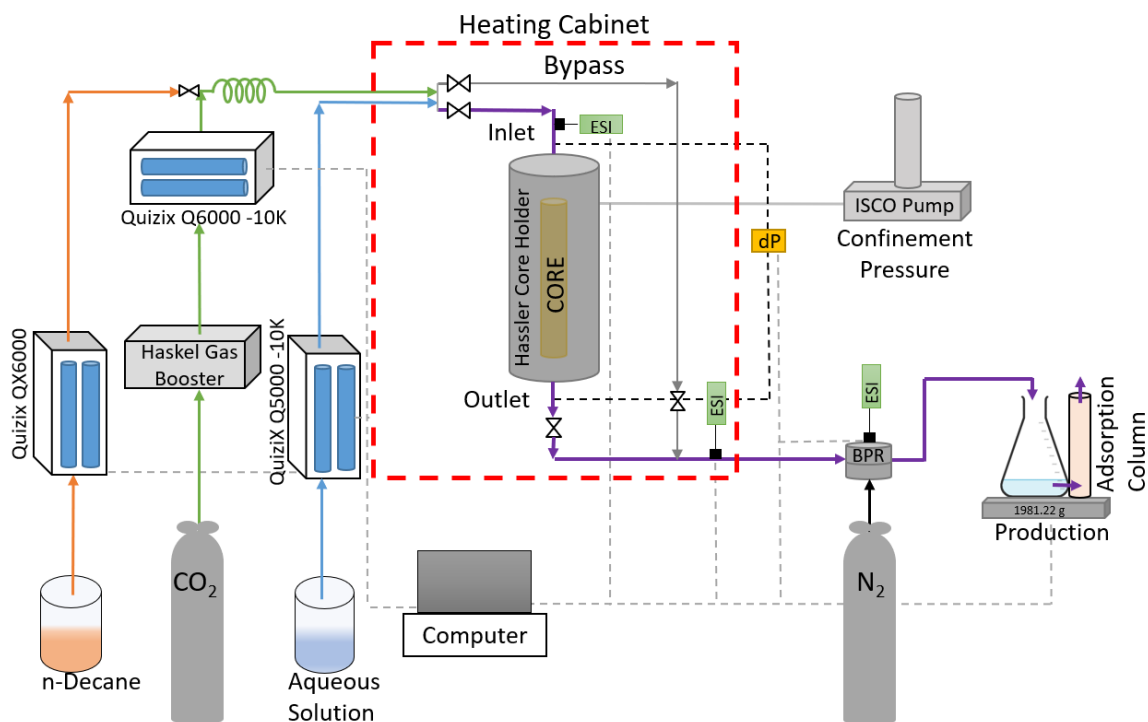 Heating Cabinet
Bypass
Inlet
ESI
Quizix Q6000 -10K
Hassler Core Holder
CORE
ISCO Pump
Confinement
Pressure
dP
Quizix QX6000
Haskel Gas
Booster
QuiziX Q5000 -10K
Outlet
ESI
ESI
BPR
Adsorption
Column
1981.22 g
Production
CO₂
N₂
Computer
n-Decane
Aqueous
Solution